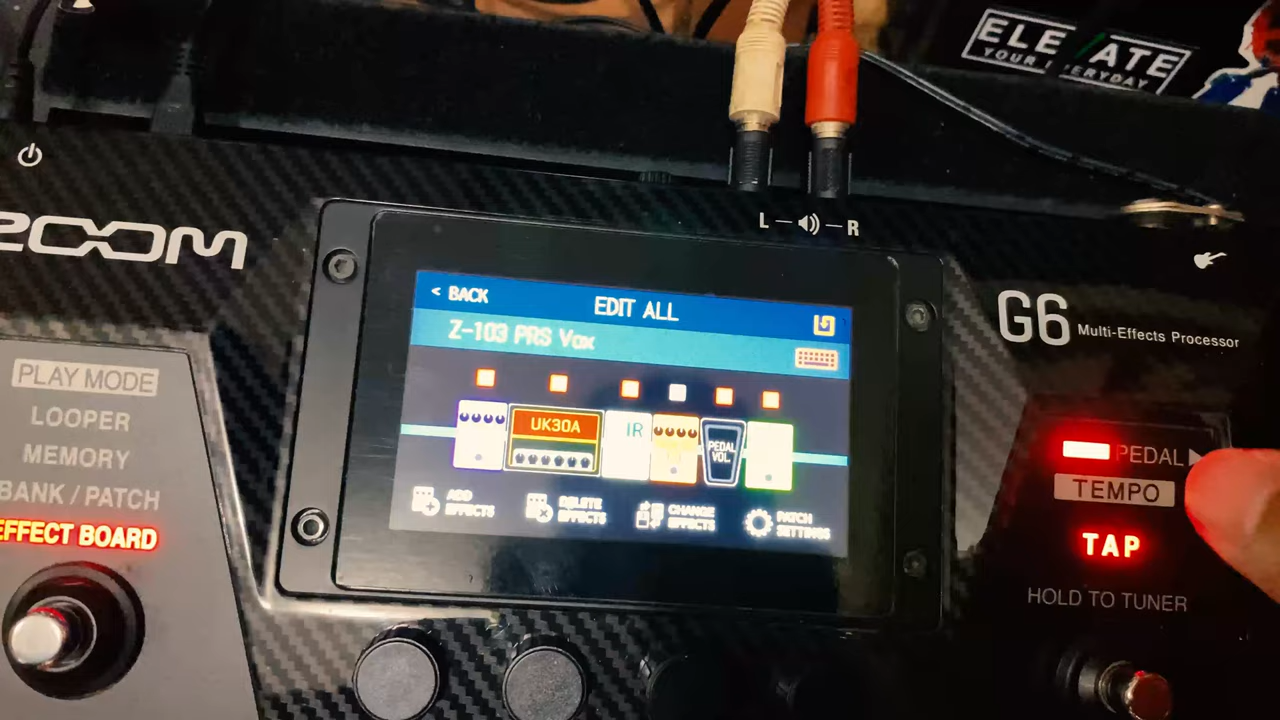 ELEVATE
YOUR EVERYDAY
L R
ZOOM
G6 Multi-Effects Processor
< BACK
EDIT ALL
Z-103 PRS Vox
UK30A
IR
PEDAL
VOL
ADD
EFFECTS
DELETE
EFFECTS
CHANGE
EFFECTS
PATCH
SETTINGS
PLAY MODE
LOOPER
MEMORY
BANK / PATCH
EFFECT BOARD
PEDAL
TEMPO
TAP
HOLD TO TUNER